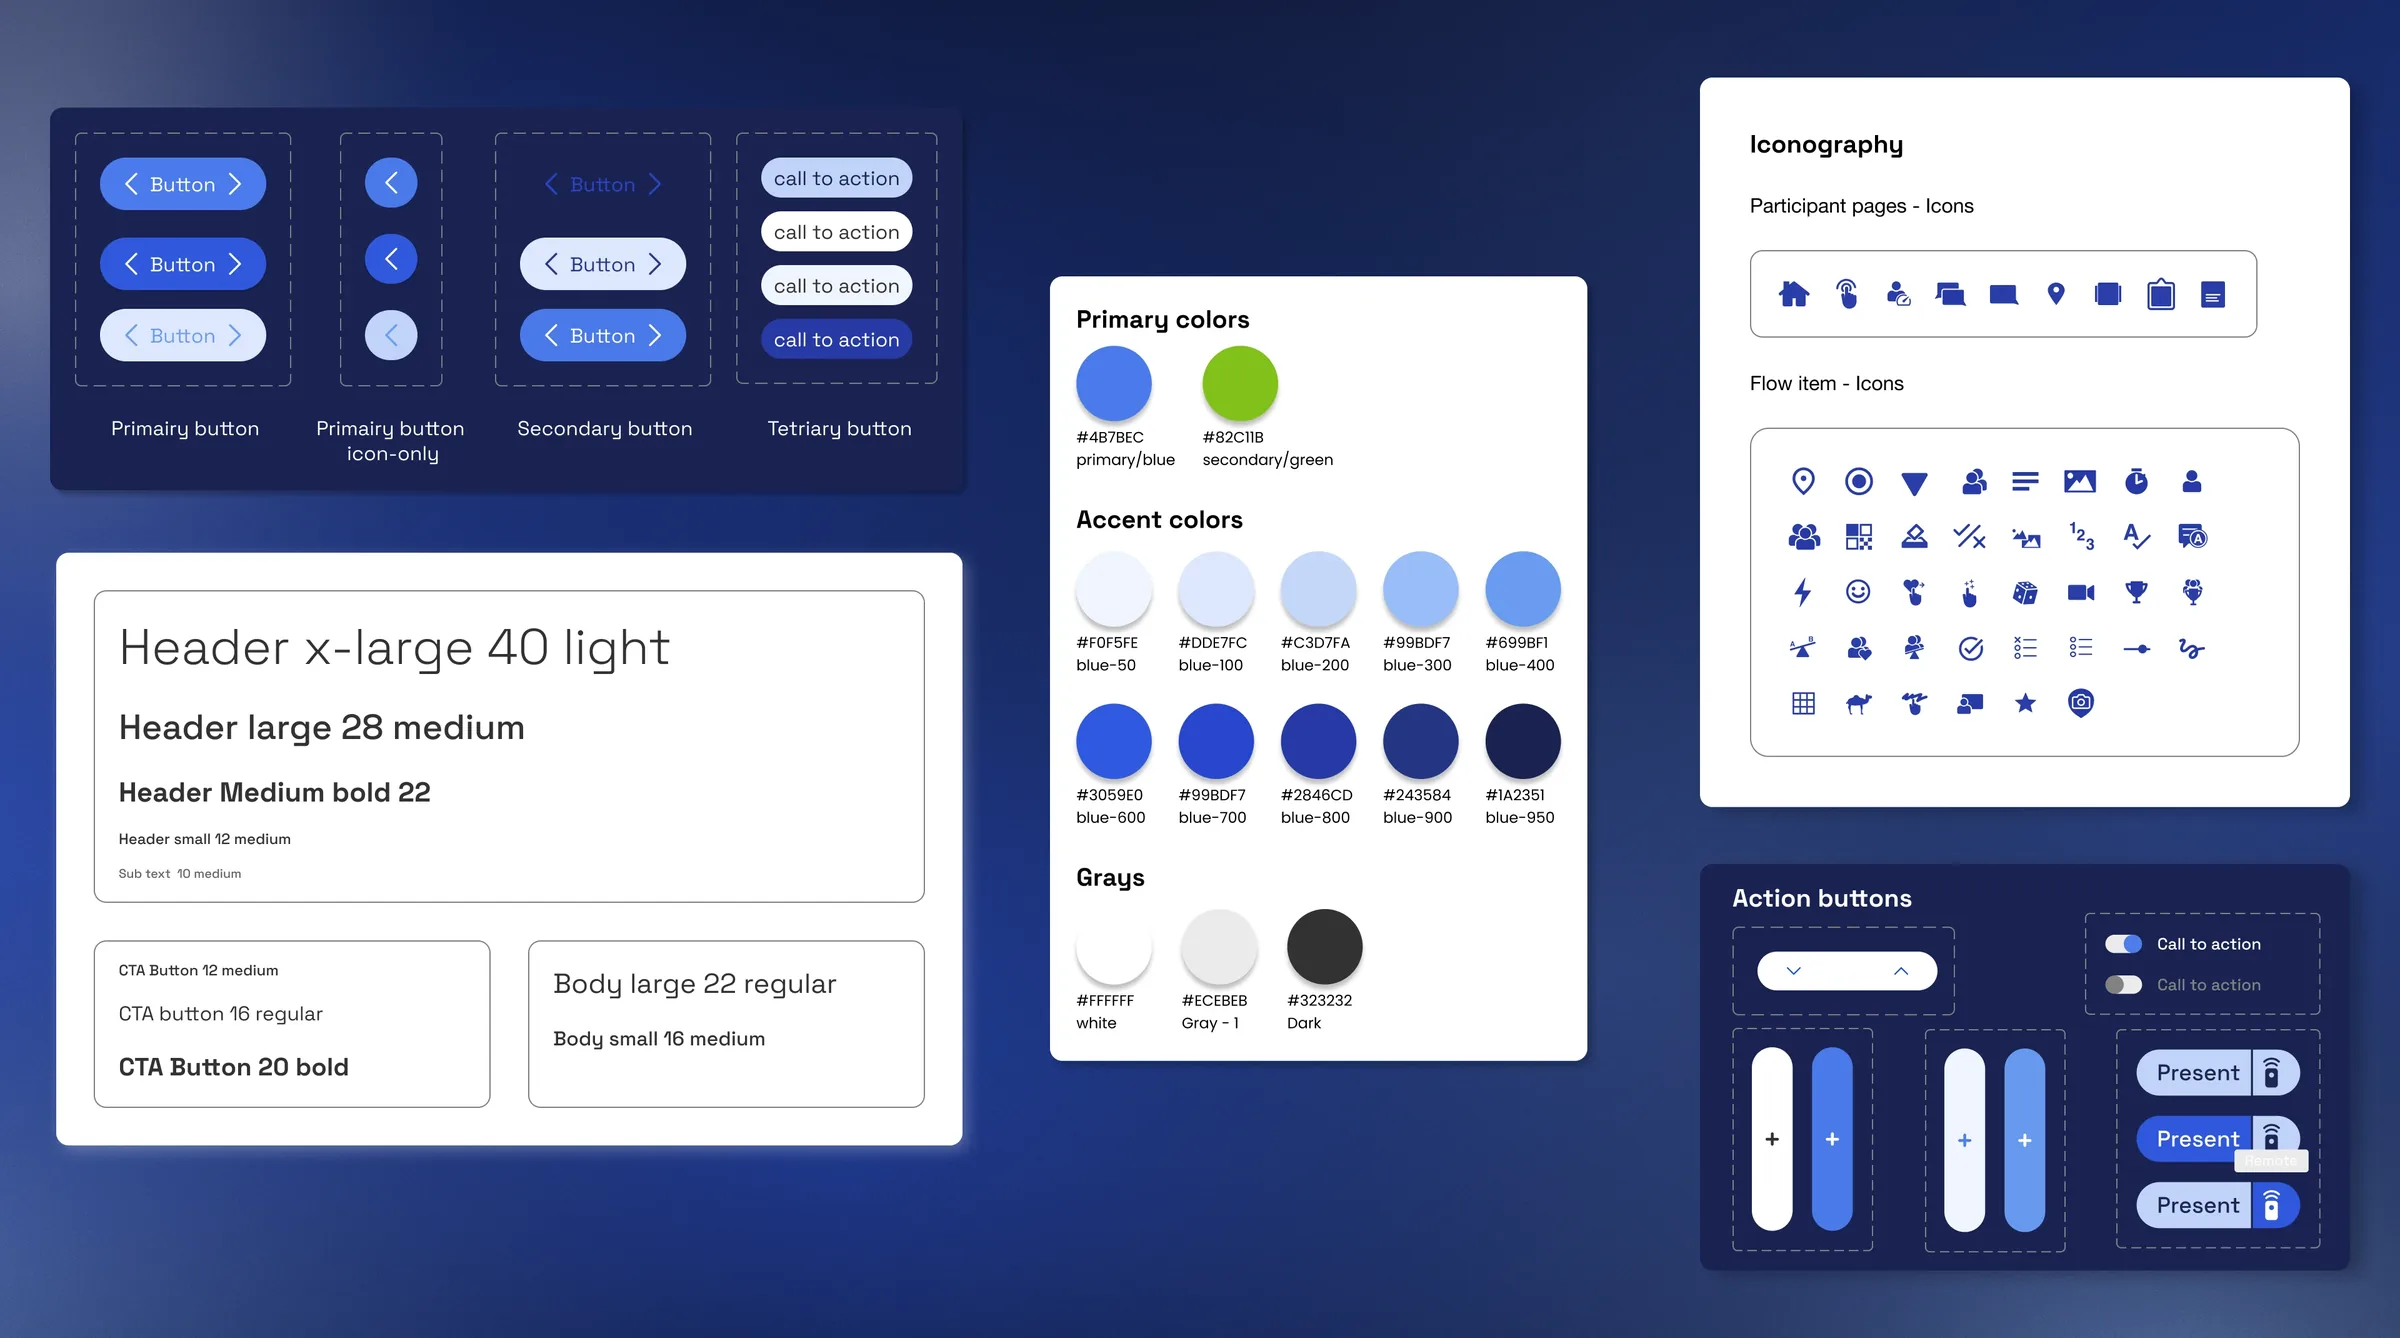 Button
Button
Button
Primairy button
Primairy button
icon-only
Button
Button
Button
Secondary button
call to action
call to action
call to action
call to action
Tetriary button
Header x-large 40 light
Header large 28 medium
Header Medium bold 22
Header small 12 medium
Sub text 10 medium
CTA Button 12 medium
CTA button 16 regular
CTA Button 20 bold
Body large 22 regular
Body small 16 medium
Primary colors
#4B7BEC
primary/blue
#82C11B
secondary/green
Accent colors
#F0F5FE
blue-50
#DDE7FC
blue-100
#C3D7FA
blue-200
#99BDF7
blue-300
#699BF1
blue-400
#3059E0
blue-600
#99BDF7
blue-700
#2846CD
blue-800
#243584
blue-900
#1A2351
blue-950
Grays
#FFFFFF
white
#ECEBEB
Gray - 1
#323232
Dark
Iconography
Participant pages - Icons
Flow item - Icons
1
2
3
A
A
A
B
Action buttons
Call to action
Call to action
+
+
+
+
Present
Present
Remote
Present